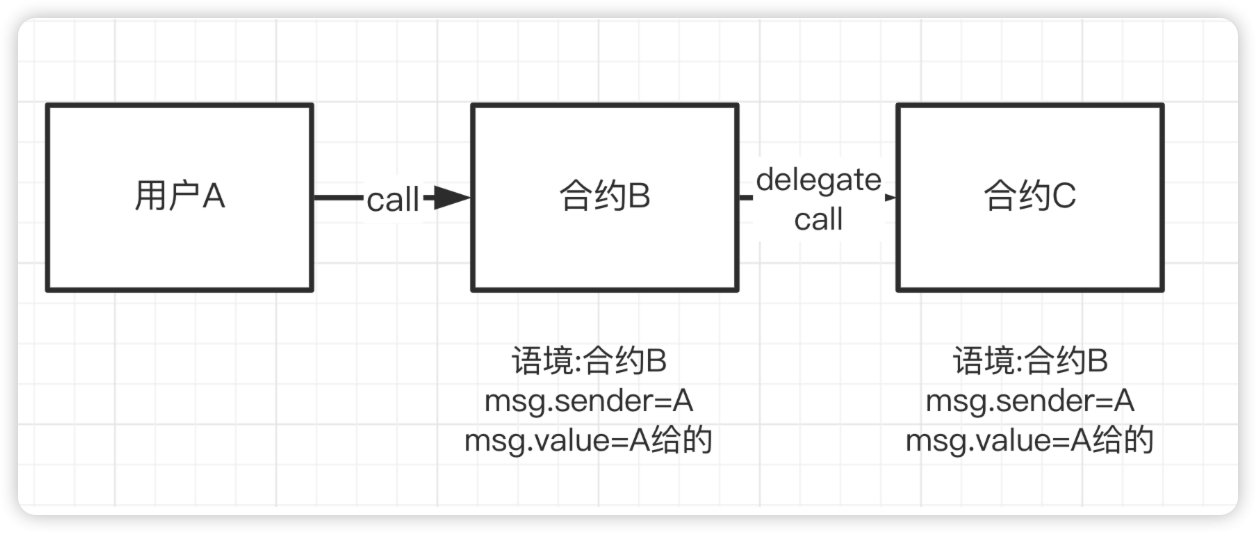 用户A
call
合约B
delegate
call
合约C
语境:合约B
msg.sender=A
msg.value=A给的
语境:合约B
msg.sender=A
msg.value=A给的